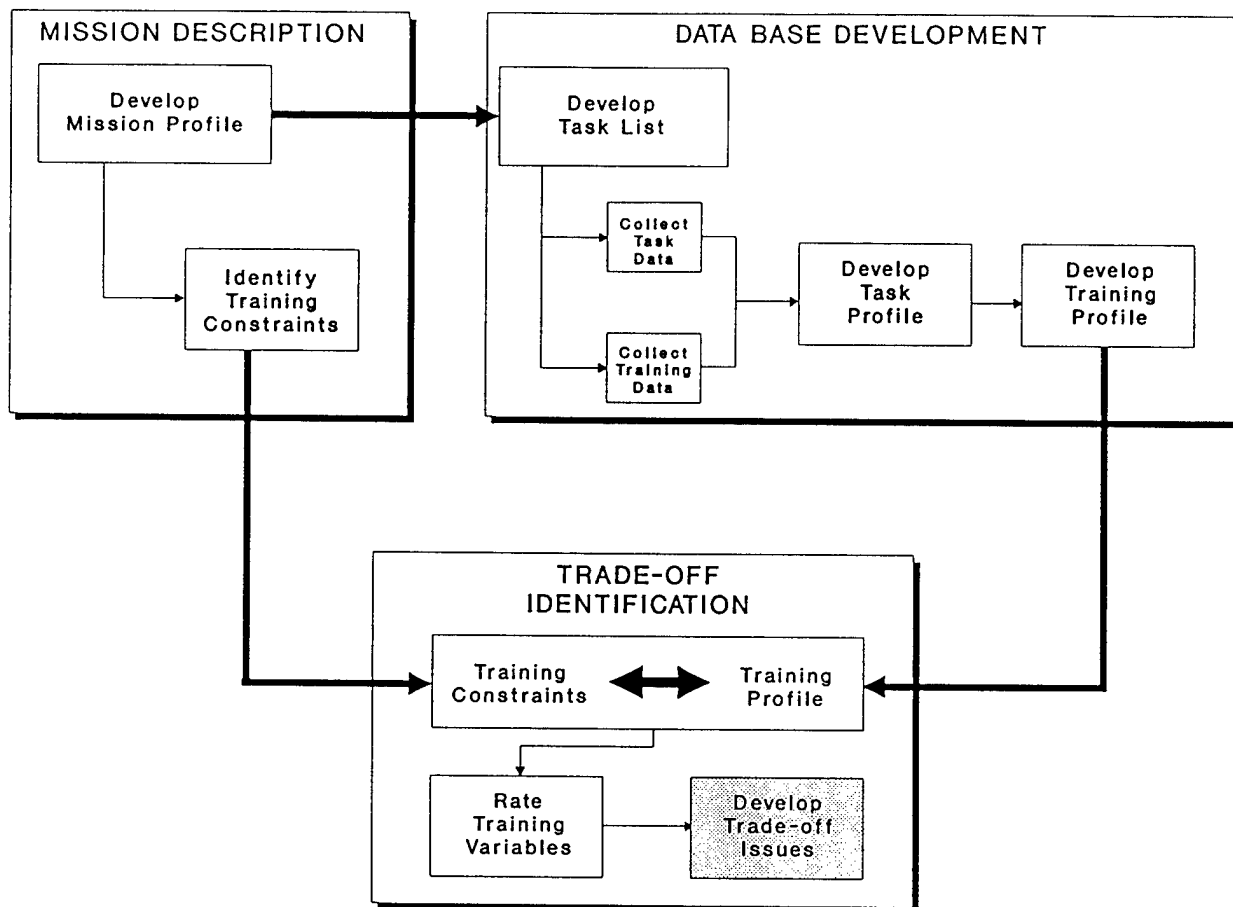 MISSION DESCRIPTION
Develop
Mission Profile
Identify
Training
Constraints
DATA BASE DEVELOPMENT
Develop
Task List
Collect
Task
Data
Collect
Training
Data
Develop
Task
Profile
Develop
Training
Profile
TRADE-OFF
IDENTIFICATION
Training
Constraints
Training
Profile
Rate
Training
Variables
Develop
Trade-off
Issues